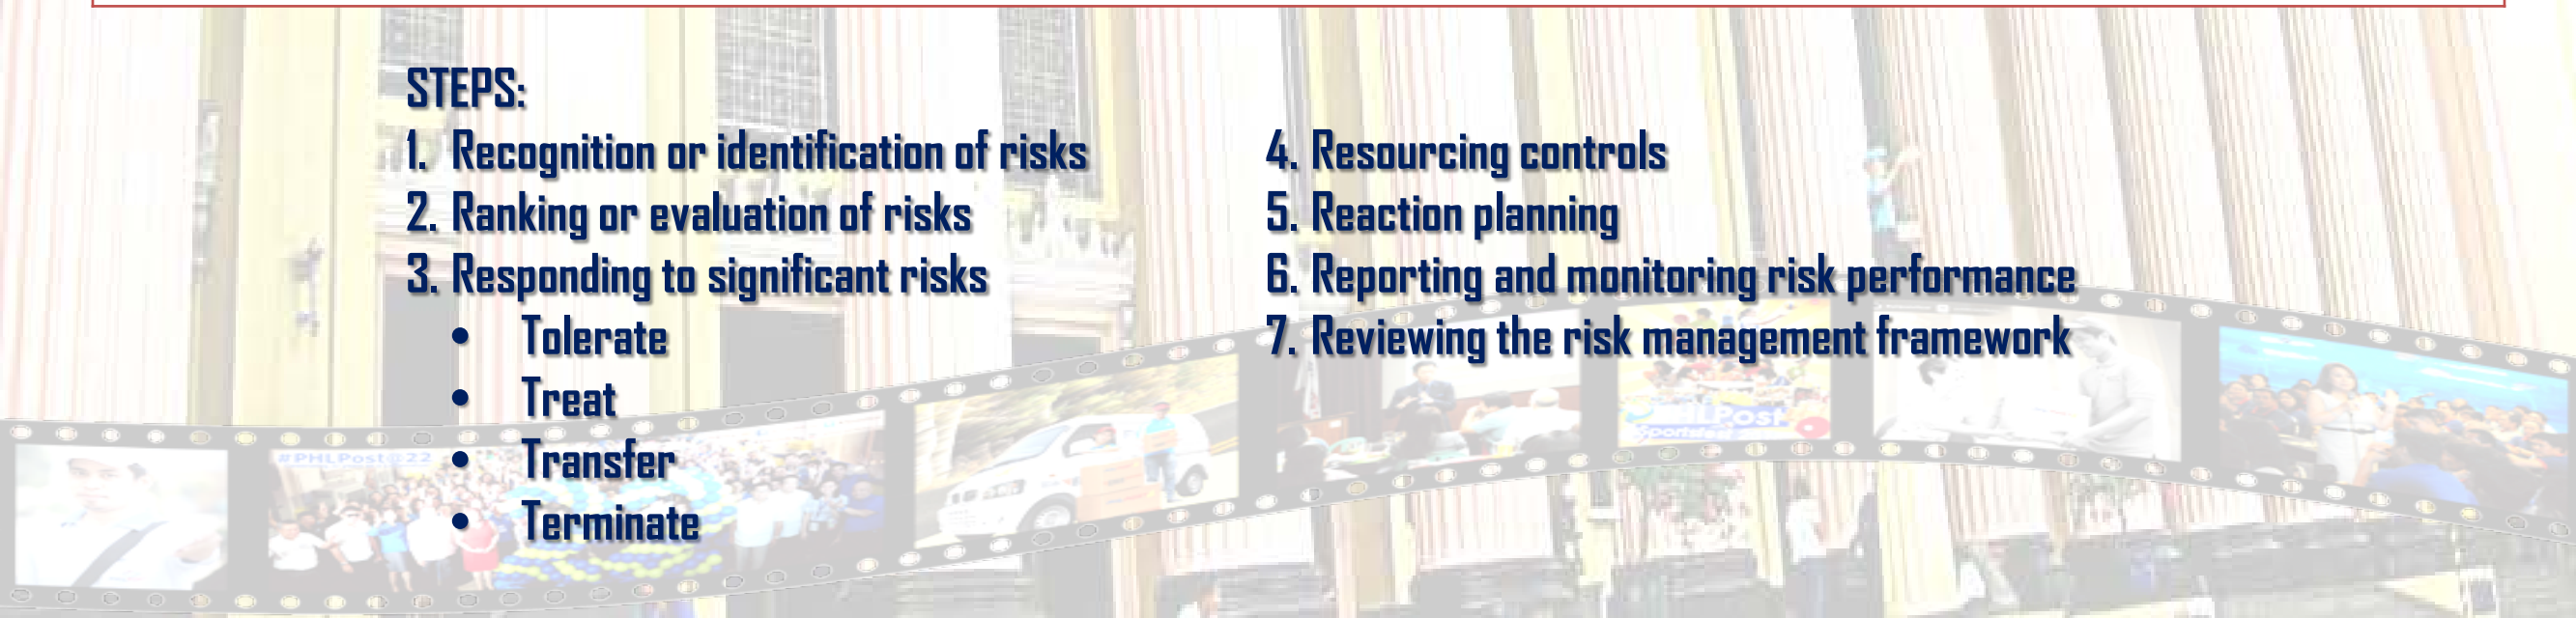 STEPS:
1. Recognition or identification of risks
2. Ranking or evaluation of risks
3. Responding to significant risks
• Tolerate
• Treat
• Transfer
• Terminate
4. Resourcing controls
5. Reaction planning
6. Reporting and monitoring risk performance
7. Reviewing the risk management framework
#PHLPost@22
PHLPost
Sportsfest